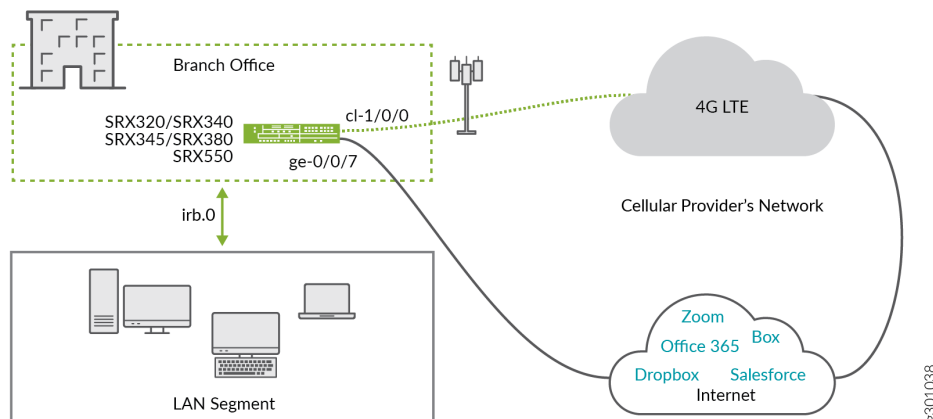 Branch Office
SRX320/SRX340
SRX345/SRX380
SRX550
cl-1/0/0
ge-0/0/7
4G LTE
Cellular Provider’s Network
irb.0
LAN Segment
Zoom
Box
Office 365
Dropbox
Salesforce
Internet